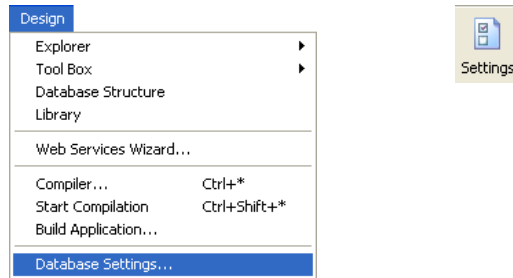 Design
Explorer
Tool Box
Database Structure
Library
Web Services Wizard...
Compiler... Ctrl+*
Start Compilation Ctrl+Shift+*
Build Application...
Database Settings...
Settings